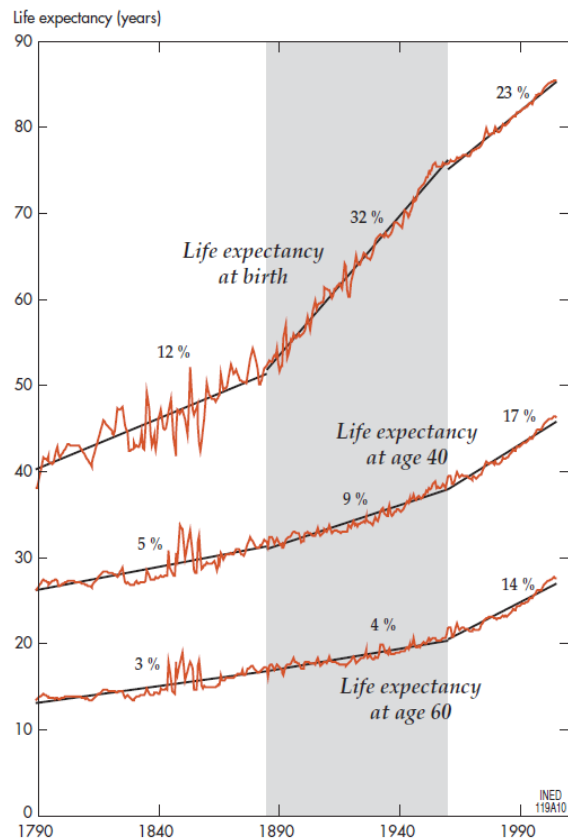 Life expectancy (years)
90
80
70
60
50
40
30
20
10
0
23 %
32 %
Life expectancy
at birth
12 %
17 %
Life expectancy
at age 40
9 %
5 %
14 %
4 %
3 %
Life expectancy
at age 60
INED
119A10
1790
1840
1890
1940
1990